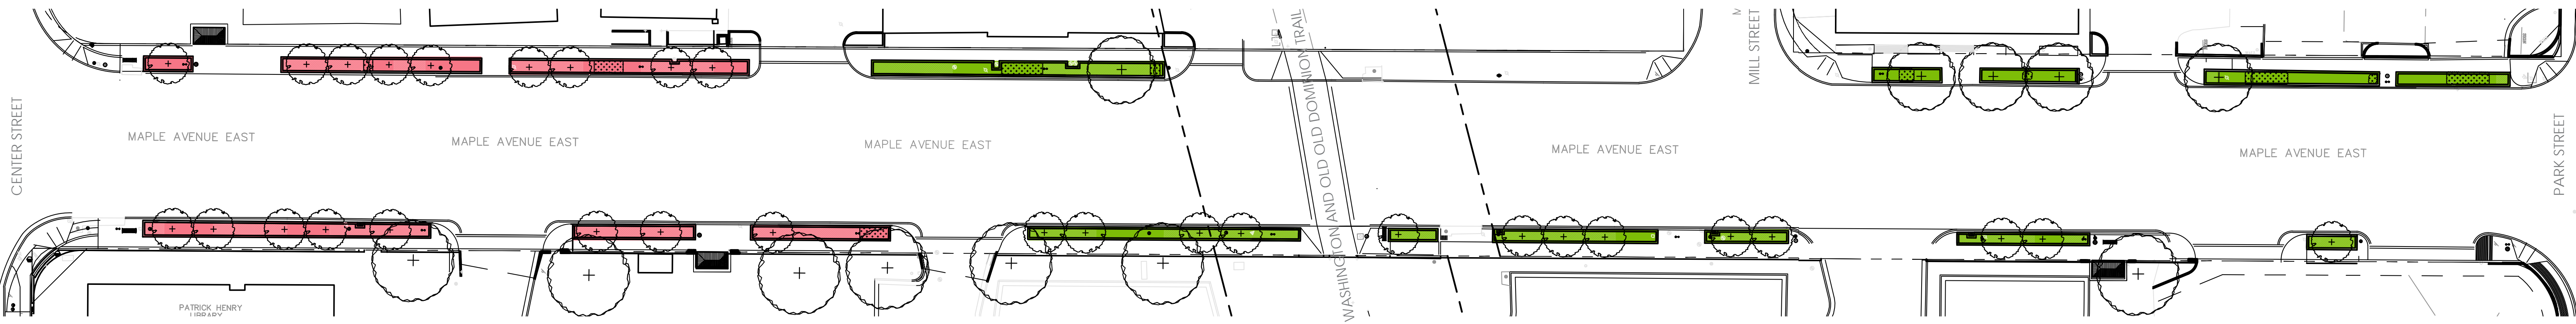 MILL STREET
WASHINGTON AND OLD OLD DOMINION TRAIL
CENTER STREET
MAPLE AVENUE EAST
MAPLE AVENUE EAST
MAPLE AVENUE EAST
MAPLE AVENUE EAST
MAPLE AVENUE EAST
PARK STREET
PATRICK HENRY
LIBRARY